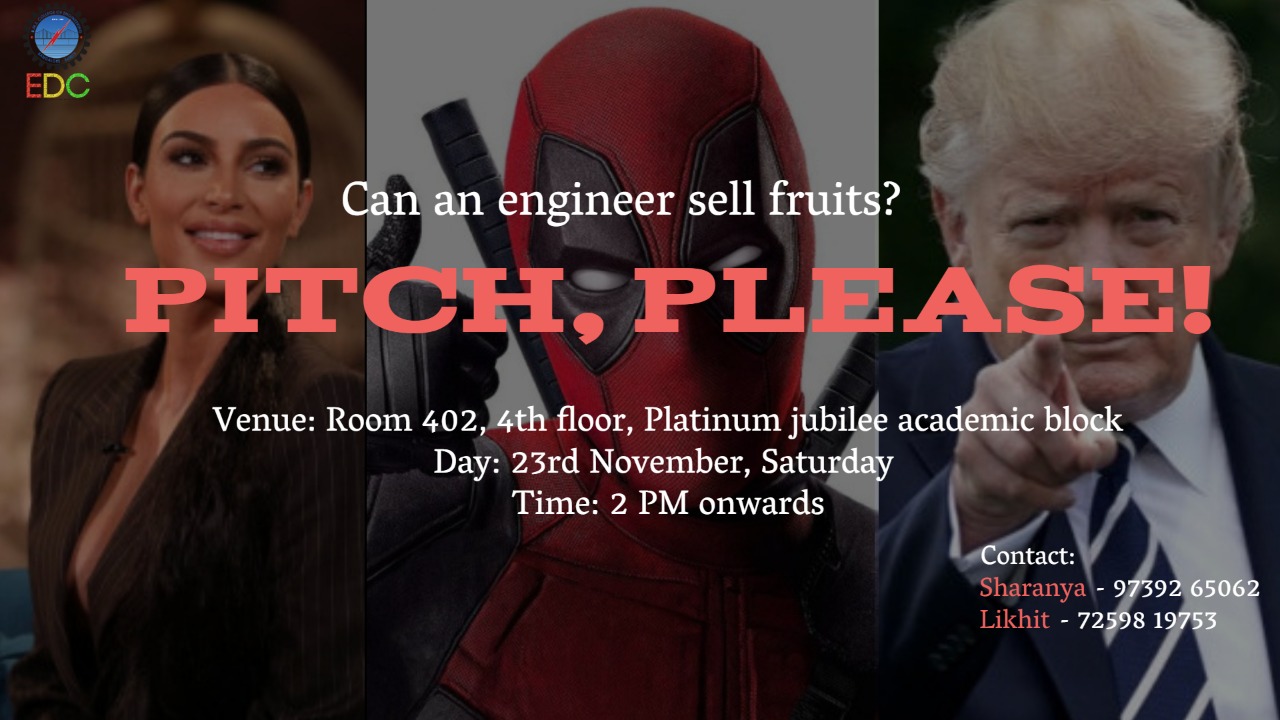 EDC
Can an engineer sell fruits?
PITCH, PLEASE!
Venue: Room 402, 4th floor, Platinum jubilee academic block
Day: 23rd November, Saturday
Time: 2 PM onwards
Contact:
Sharanya - 97392 65062
Likhit - 72598 19753